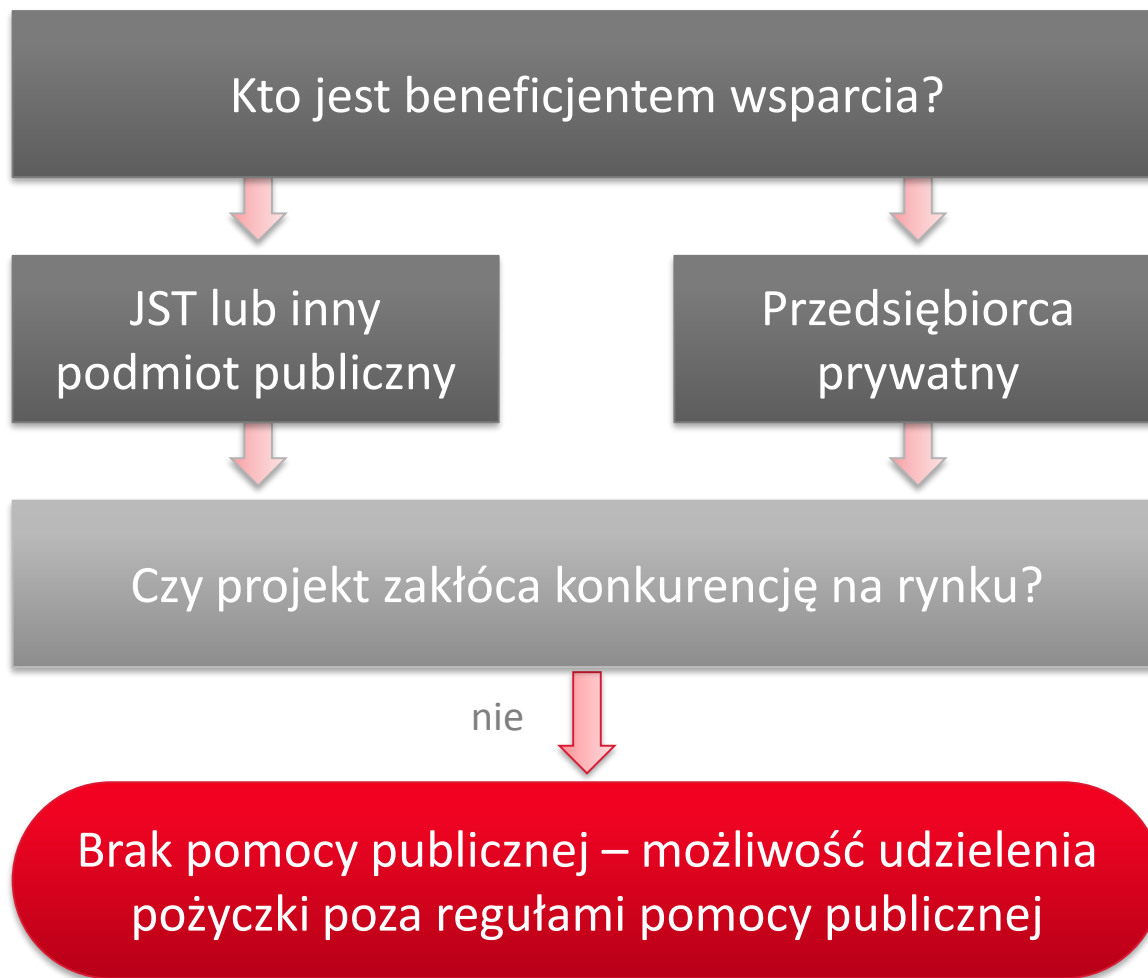 Kto jest beneficjentem wsparcia?
JST lub inny
podmiot publiczny
Przedsiębiorca
prywatny
Czy projekt zakłóca konkurencję na rynku?
nie
Brak pomocy publicznej – możliwość udzielenia
pożyczki poza regułami pomocy publicznej